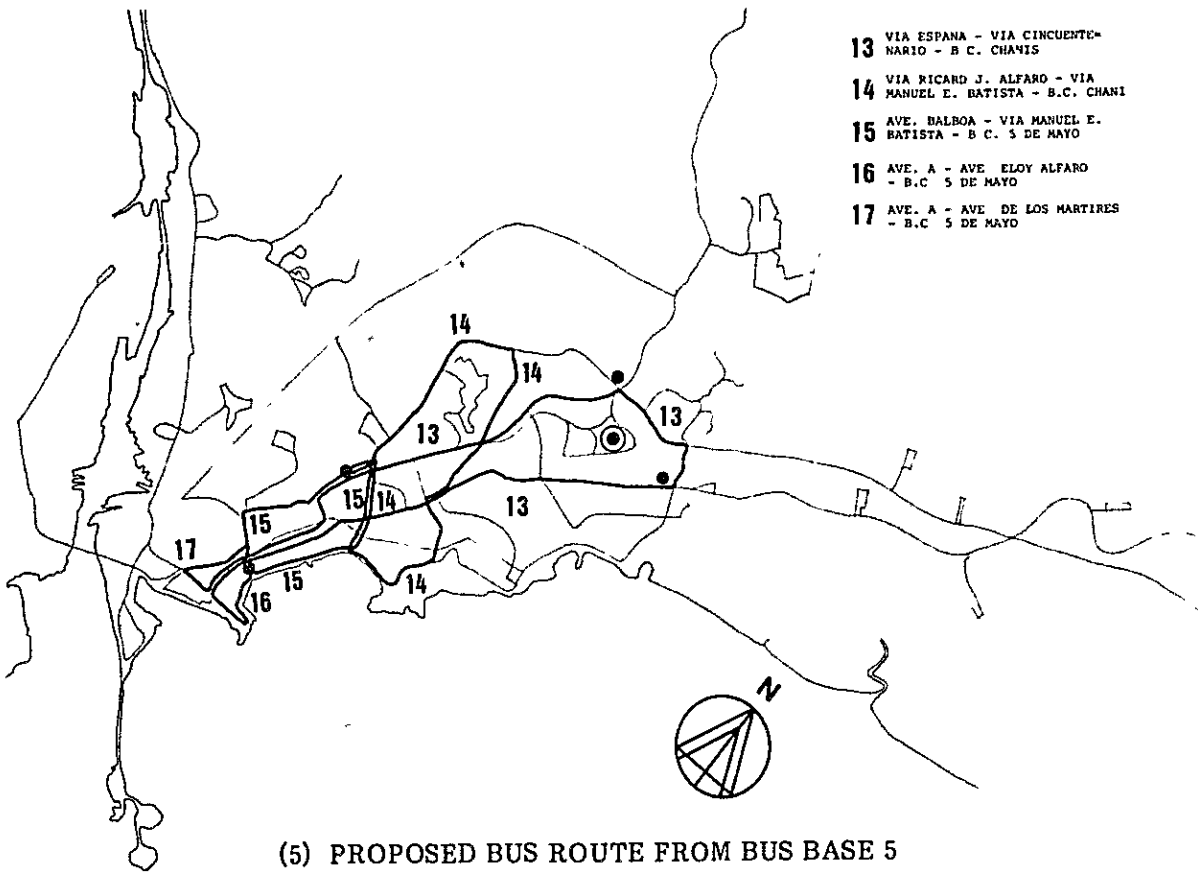 13 VIA ESPANA - VIA CINCUENTE-
NARIO - B C. CHANIS
14 VIA RICARD J. ALFARO - VIA
MANUEL E. BATISTA - B.C. CHANI
15 AVE. BALBOA - VIA MANUEL E.
BATISTA - B C. 5 DE MAYO
16 AVE. A - AVE ELOY ALFARO
- B.C 5 DE MAYO
17 AVE. A - AVE DE LOS MARTIRES
- B.C 5 DE MAYO
14
14
13
13
15
14
13
15
17
15
14
16
N
(5) PROPOSED BUS ROUTE FROM BUS BASE 5